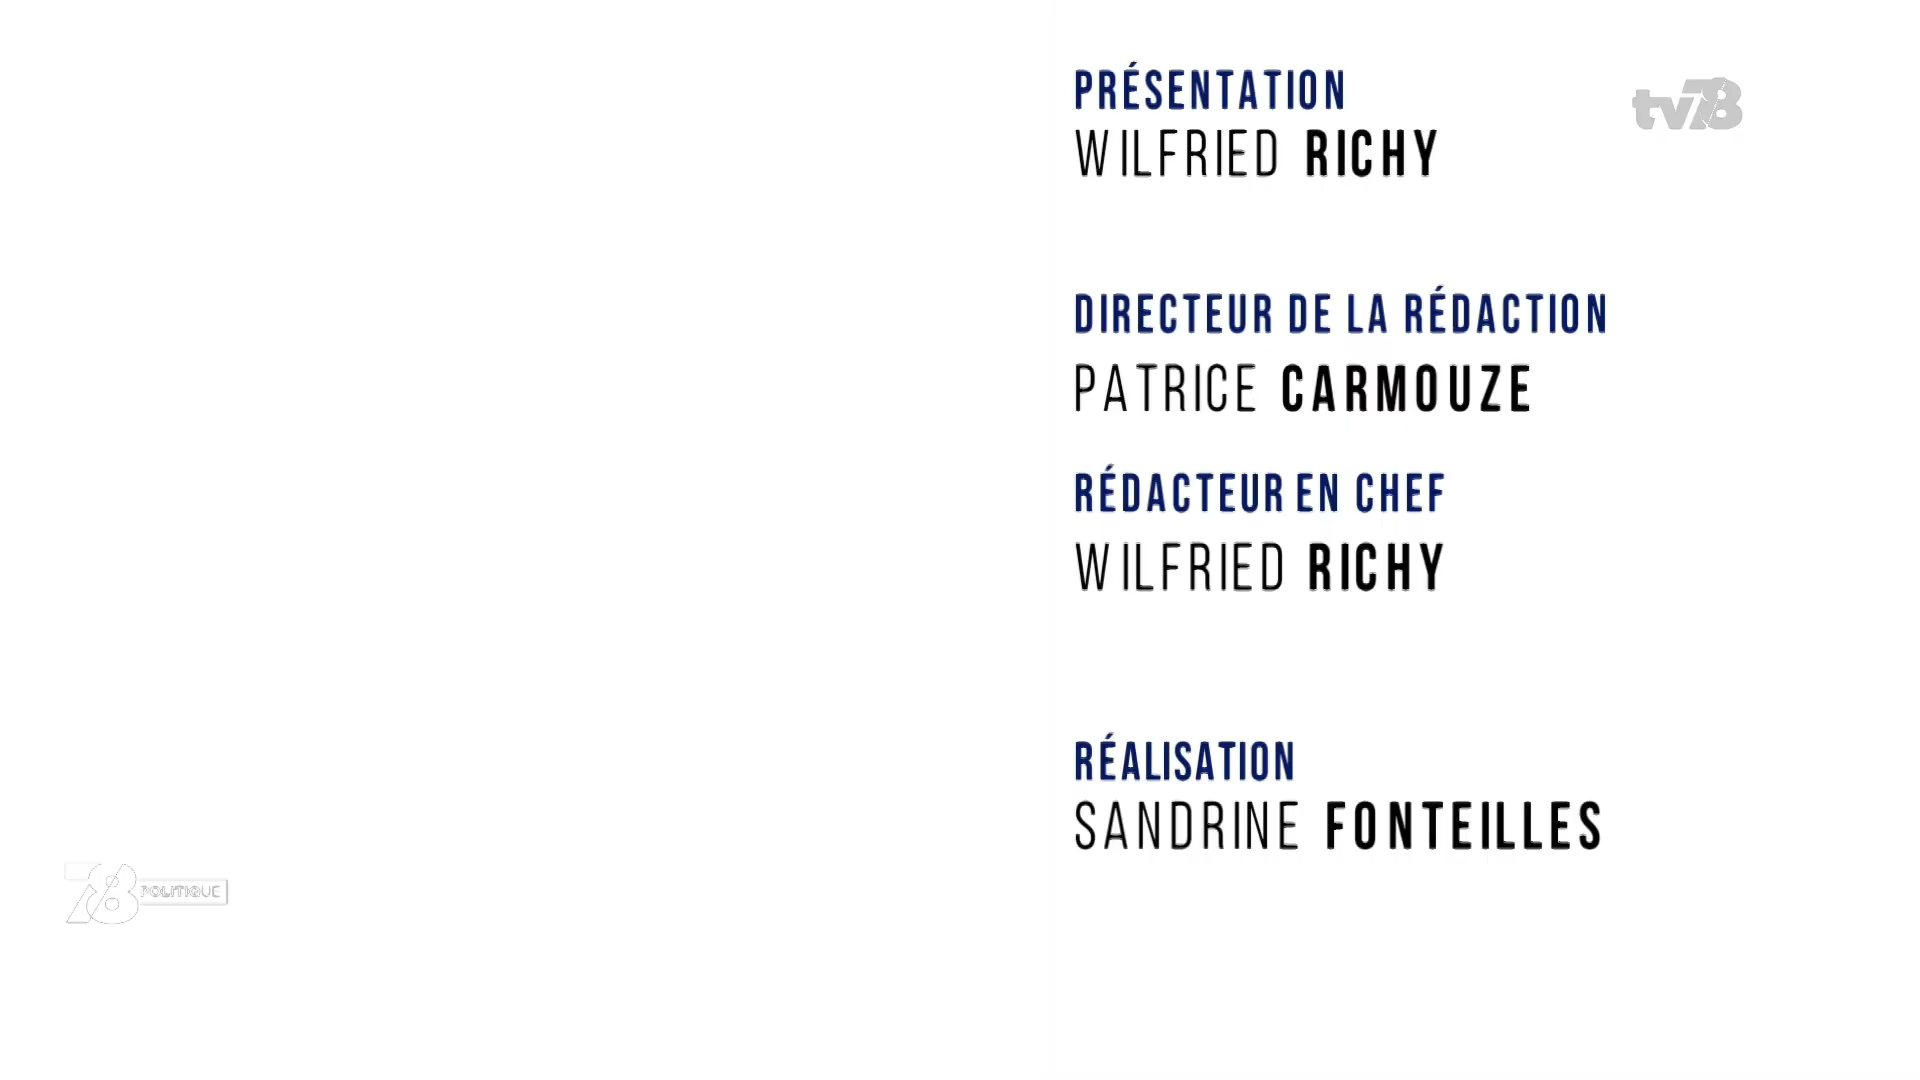 PRÉSENTATION
WILFRIED RICHY
tv78
DIRECTEUR DE LA RÉDACTION
PATRICE CARMOUZE
RÉDACTEUR EN CHEF
WILFRIED RICHY
RÉALISATION
SANDRINE FONTEILLES
78 POLITIQUE